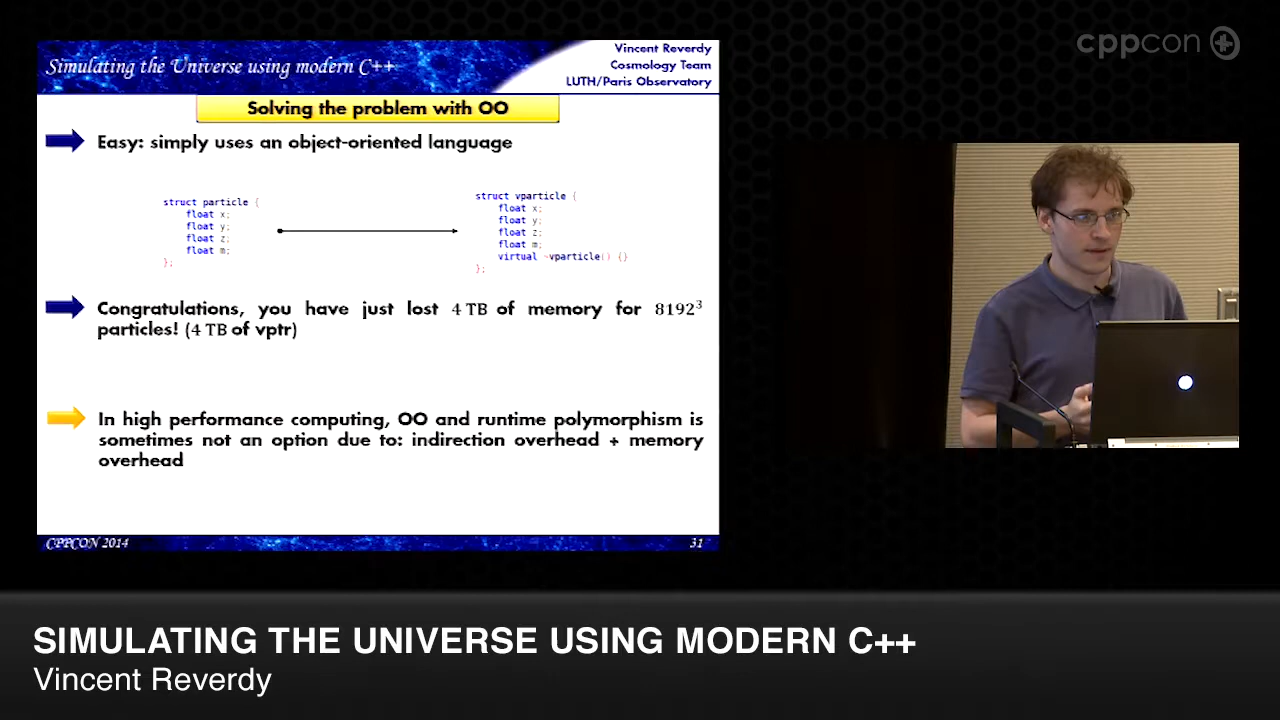 cppcon
Simulating the Universe using modern C++
Vincent Reverdy
Cosmology Team
LUTH/Paris Observatory
Solving the problem with OO
Easy: simply uses an object-oriented language
struct particle {
float x;
float y;
float z;
float m;
};
struct vparticle {
float x;
float y;
float z;
float m;
virtual ~vparticle() {}
};
Congratulations, you have just lost 4 TB of memory for 8192³
particles! (4 TB of vptr)
In high performance computing, OO and runtime polymorphism is
sometimes not an option due to: indirection overhead + memory
overhead
CPPCON 2014
31
SIMULATING THE UNIVERSE USING MODERN C++
Vincent Reverdy